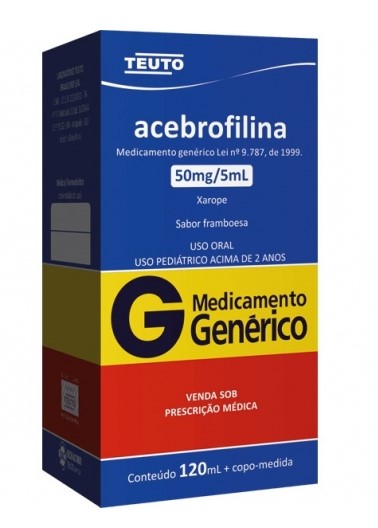 TEUTO
acebrofilina
Medicamento genérico Lei nº 9.787, de 1999.
50mg/5mL
Xarope
Sabor framboesa
USO ORAL
USO PEDIÁTRICO ACIMA DE 2 ANOS
G Medicamento
Genérico
VENDA SOB
PRESCRIÇÃO MÉDICA
Conteúdo 120mL + copo-medida